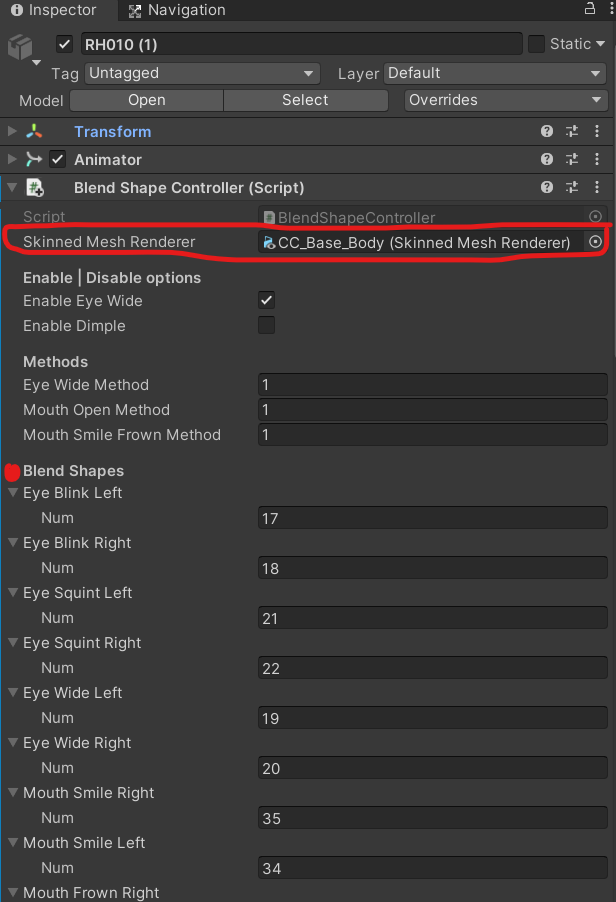 Inspector Navigation
RH010 (1) Static
Tag Untagged Layer Default
Model Open Select Overrides
Transform
Animator
Blend Shape Controller (Script)
Script BlendShapeController
Skinned Mesh Renderer CC_Base_Body (Skinned Mesh Renderer)
Enable | Disable options
Enable Eye Wide
Enable Dimple
Methods
Eye Wide Method 1
Mouth Open Method 1
Mouth Smile Frown Method 1
Blend Shapes
Eye Blink Left
Num 17
Eye Blink Right
Num 18
Eye Squint Left
Num 21
Eye Squint Right
Num 22
Eye Wide Left
Num 19
Eye Wide Right
Num 20
Mouth Smile Right
Num 35
Mouth Smile Left
Num 34
Mouth Frown Right